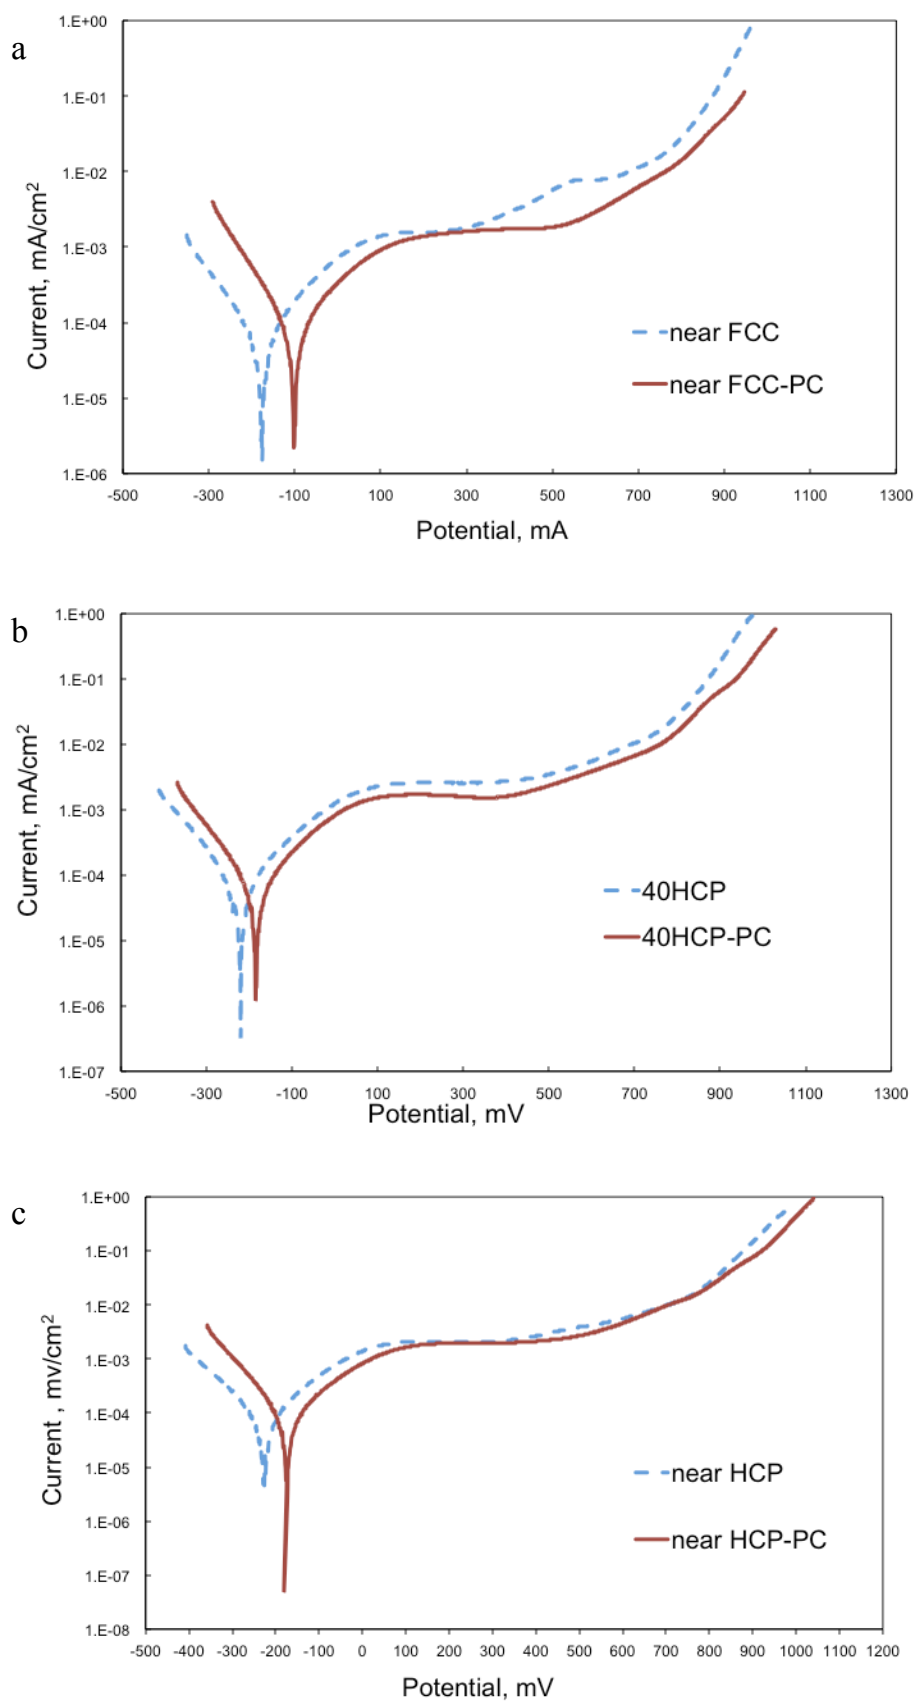 a
1.E+00
1.E-01
1.E-02
1.E-03
1.E-04
1.E-05
1.E-06
Current, mA/cm2
near FCC
near FCC-PC
-500 -300 -100 100 300 500 700 900 1100 1300
Potential, mA
b
1.E+00
1.E-01
1.E-02
1.E-03
1.E-04
1.E-05
1.E-06
1.E-07
Current, mA/cm2
40HCP
40HCP-PC
-500 -300 -100 100 300 500 700 900 1100 1300
Potential, mV
c
1.E+00
1.E-01
1.E-02
1.E-03
1.E-04
1.E-05
1.E-06
1.E-07
1.E-08
Current , mv/cm2
near HCP
near HCP-PC
-500 -400 -300 -200 -100 0 100 200 300 400 500 600 700 800 900 1000 1100 1200
Potential, mV